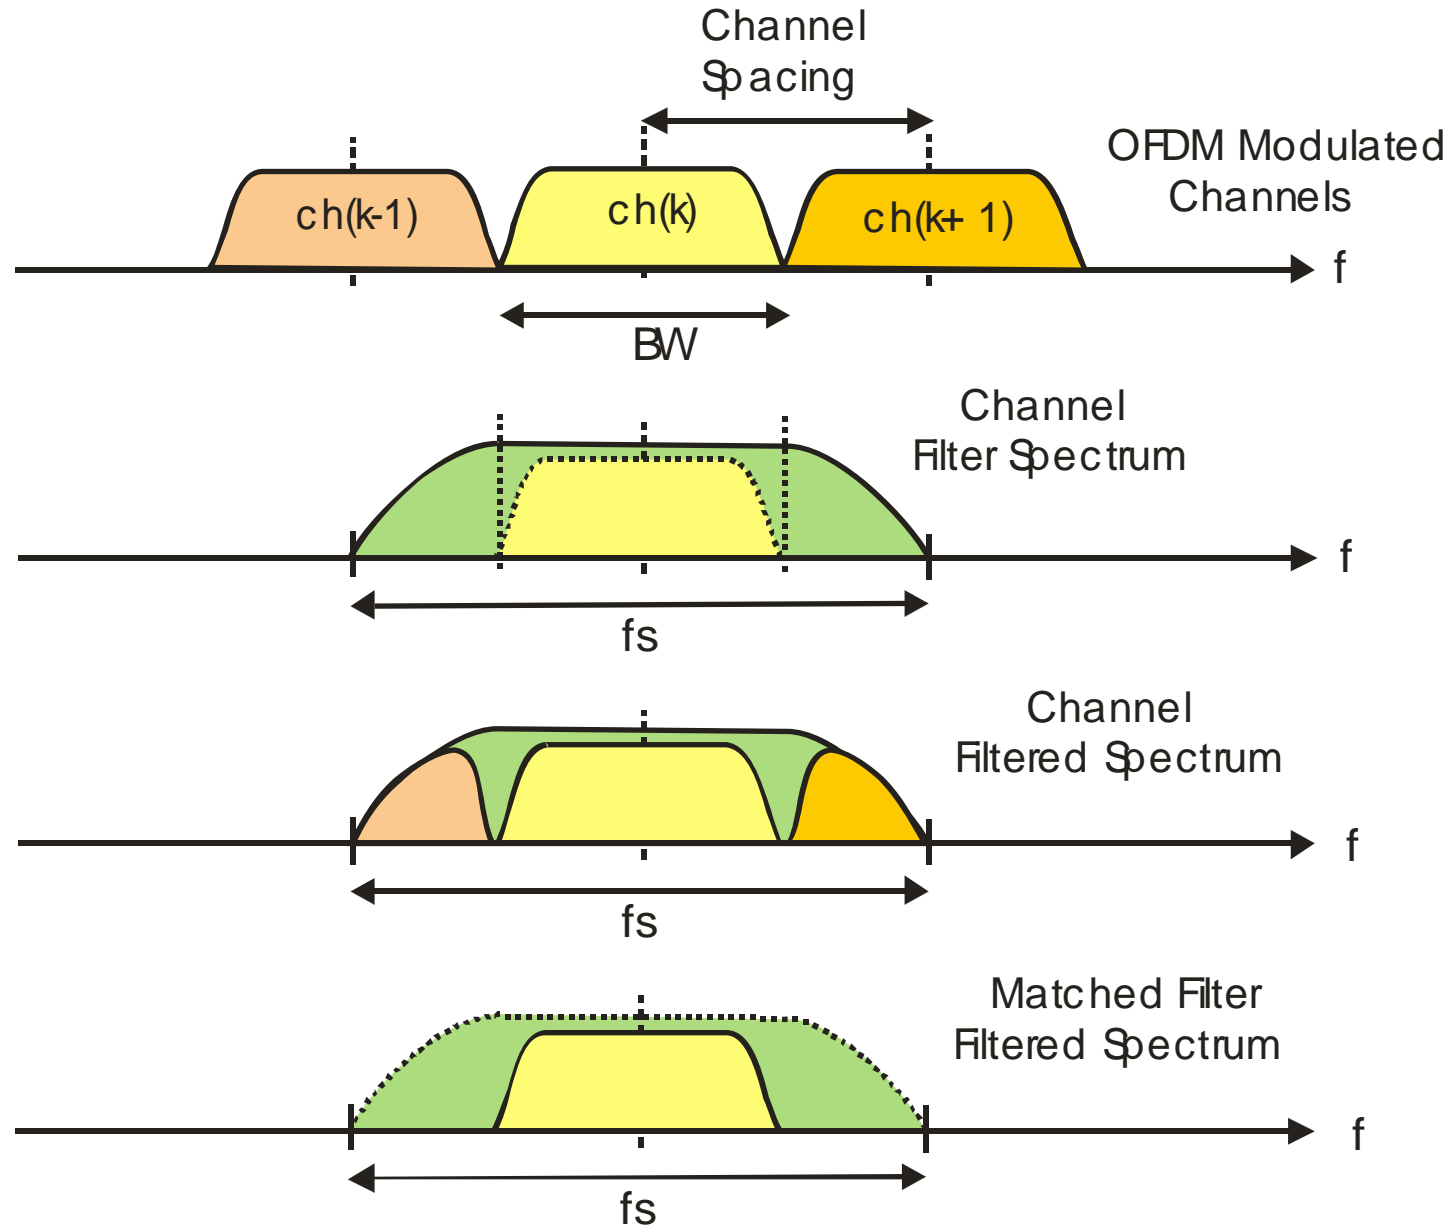 Channel
Spacing
OFDM Modulated
Channels
ch(k-1)
ch(k)
ch(k+ 1)
f
BW
Channel
Filter Spectrum
f
fs
Channel
Filtered Spectrum
f
fs
Matched Filter
Filtered Spectrum
f
fs